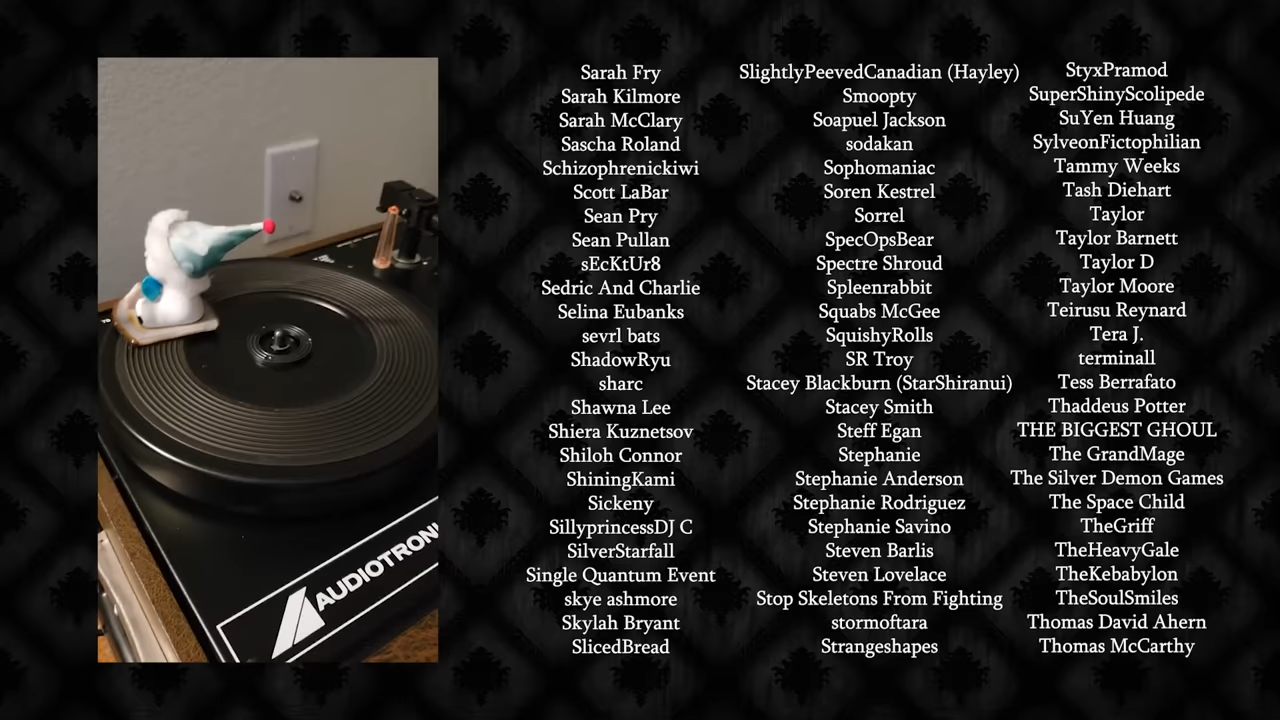 AUDIOTRONI
Sarah Fry
Sarah Kilmore
Sarah McClary
Sascha Roland
Schizophrenickiwi
Scott LaBar
Sean Pry
Sean Pullan
sEcKtUr8
Sedric And Charlie
Selina Eubanks
sevrl bats
ShadowRyu
sharc
Shawna Lee
Shiera Kuznetsov
Shiloh Connor
ShiningKami
Sickeny
SillyprincessDJ C
SilverStarfall
Single Quantum Event
skye ashmore
Skylah Bryant
SlicedBread
SlightlyPeevedCanadian (Hayley)
Smoopty
Soapuel Jackson
sodakan
Sophomaniac
Soren Kestrel
Sorrel
SpecOpsBear
Spectre Shroud
Spleenrabbit
Squabs McGee
SquishyRolls
SR Troy
Stacey Blackburn (StarShiranui)
Stacey Smith
Steff Egan
Stephanie
Stephanie Anderson
Stephanie Rodriguez
Stephanie Savino
Steven Barlis
Steven Lovelace
Stop Skeletons From Fighting
stormoftara
Strangeshapes
StyxPramod
SuperShinyScolipede
SuYen Huang
SylveonFictophilian
Tammy Weeks
Tash Diehart
Taylor
Taylor Barnett
Taylor D
Taylor Moore
Teirusu Reynard
Tera J.
terminall
Tess Berrafato
Thaddeus Potter
THE BIGGEST GHOUL
The GrandMage
The Silver Demon Games
The Space Child
TheGriff
TheHeavyGale
TheKebabylon
TheSoulSmiles
Thomas David Ahern
Thomas McCarthy